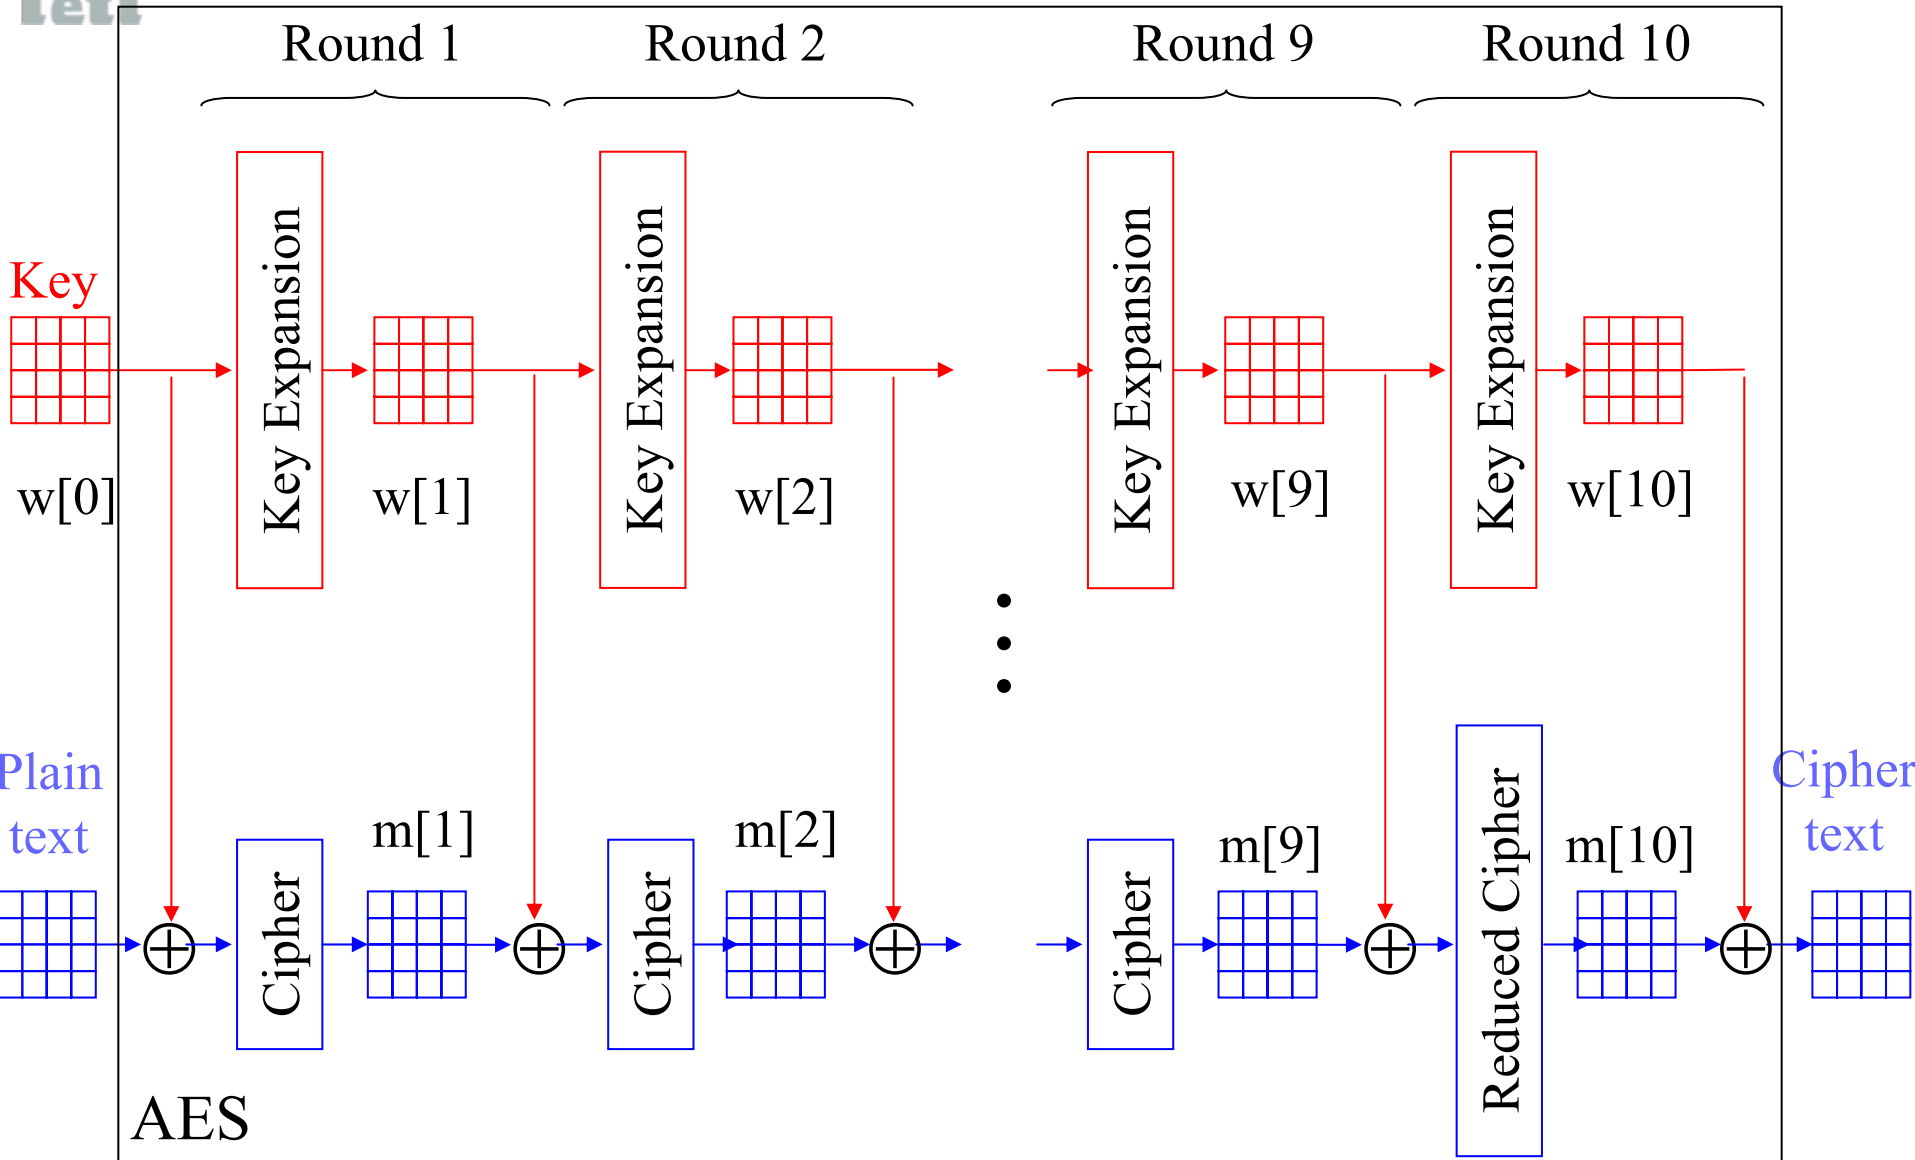 Round 1
Round 2
Round 9
Round 10
Key Expansion
Key Expansion
Key Expansion
Key Expansion
Key
w[0]
w[1]
w[2]
w[9]
w[10]
Plain
text
Cipher
text
m[1]
m[2]
m[9]
m[10]
Cipher
Cipher
Cipher
Reduced Cipher
AES